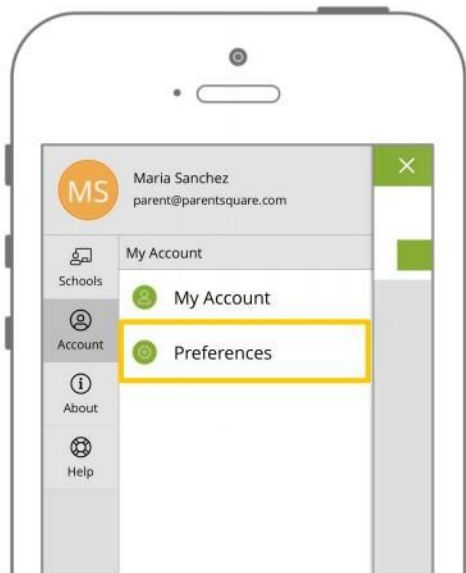 MS
Maria Sanchez
parent@parentsquare.com
My Account
Schools
My Account
Account
Preferences
About
Help